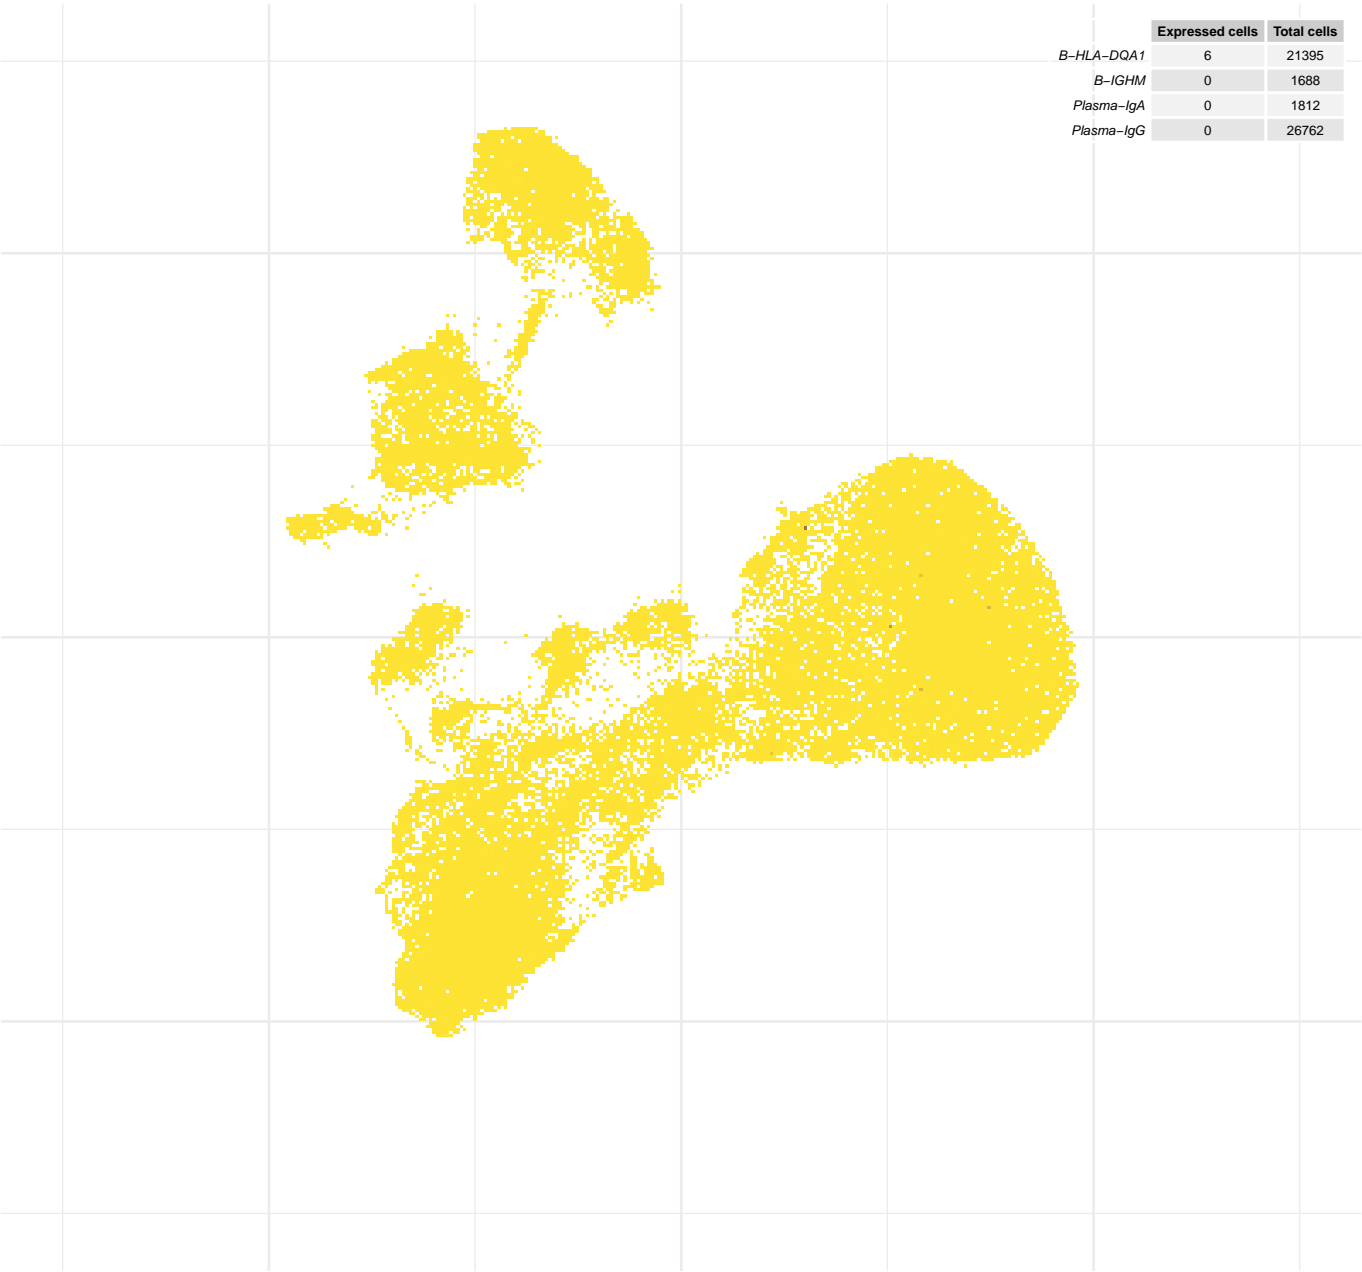 Expressed cells Total cells
B−HLA−DQA1 6 21395
B−IGHM 0 1688
Plasma−IgA 0 1812
Plasma−IgG 0 26762